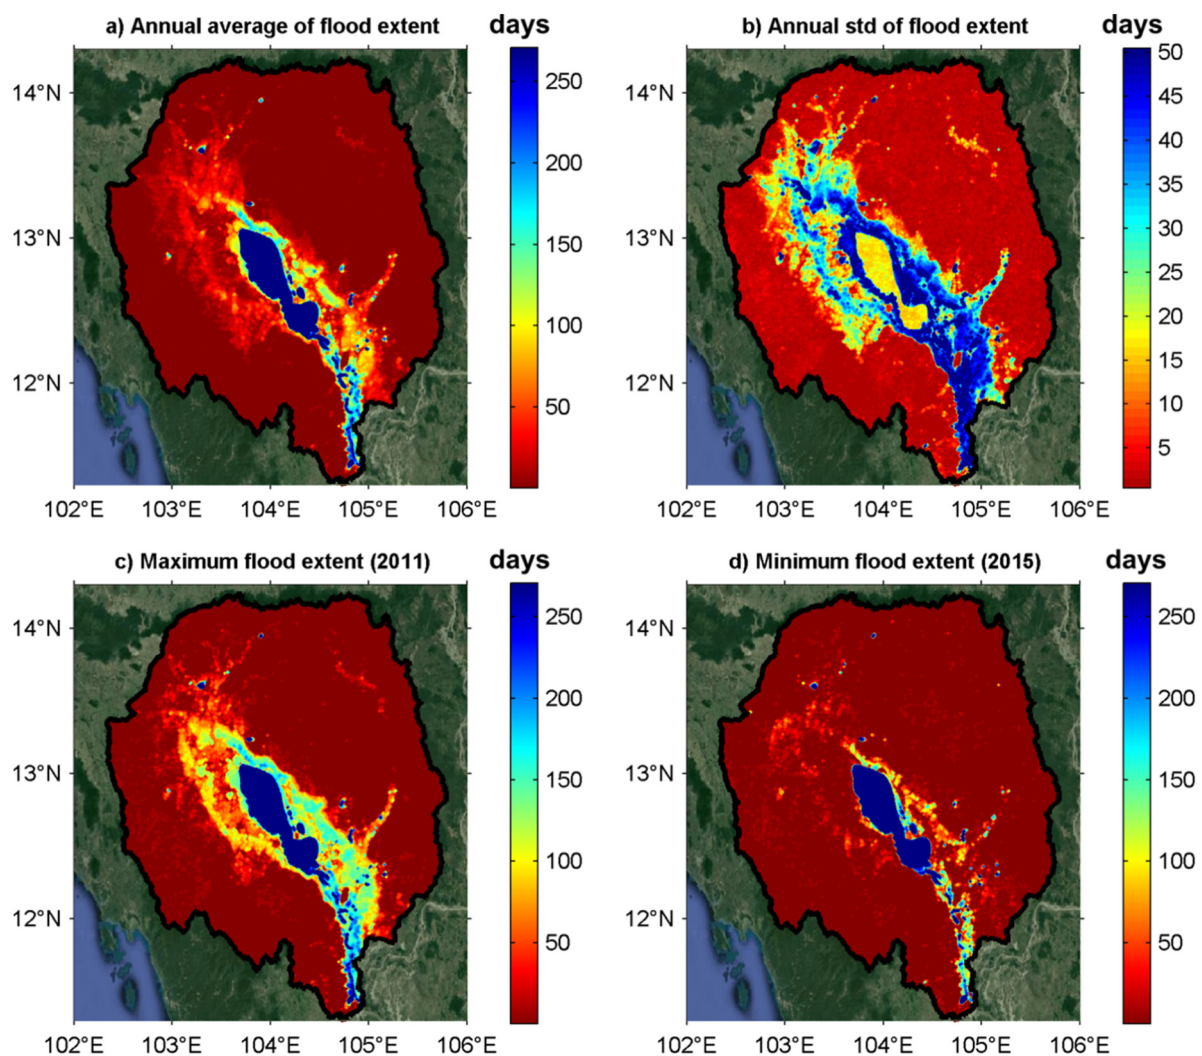 a) Annual average of flood extent
days
14°N
13°N
12°N
102°E
103°E
104°E
105°E
106°E
250
200
150
100
50
b) Annual std of flood extent
days
14°N
13°N
12°N
102°E
103°E
104°E
105°E
106°E
50
45
40
35
30
25
20
15
10
5
c) Maximum flood extent (2011)
days
14°N
13°N
12°N
102°E
103°E
104°E
105°E
106°E
250
200
150
100
50
d) Minimum flood extent (2015)
days
14°N
13°N
12°N
102°E
103°E
104°E
105°E
106°E
250
200
150
100
50